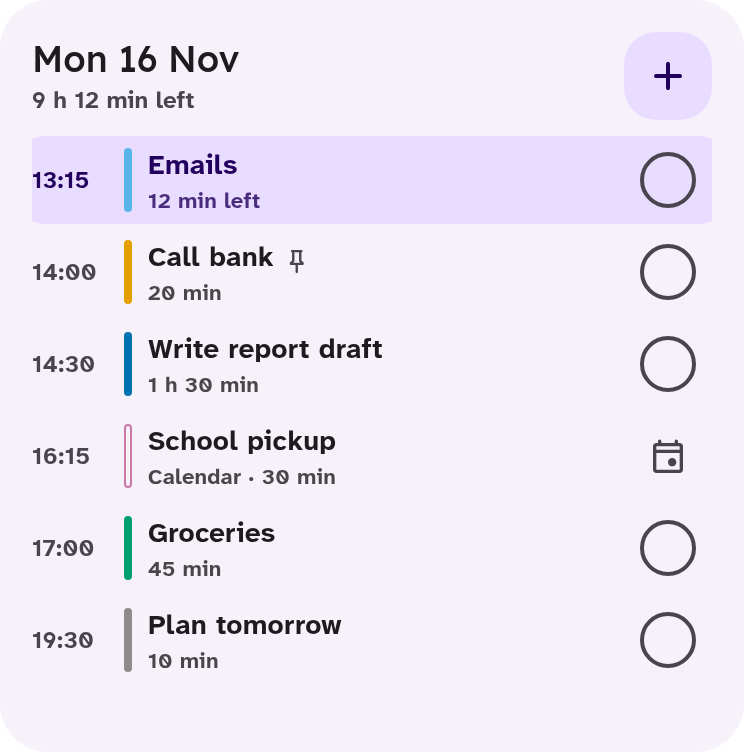 Mon 16 Nov
9 h 12 min left
13:15
Emails
12 min left
14:00
Call bank
20 min
14:30
Write report draft
1 h 30 min
16:15
School pickup
Calendar · 30 min
17:00
Groceries
45 min
19:30
Plan tomorrow
10 min